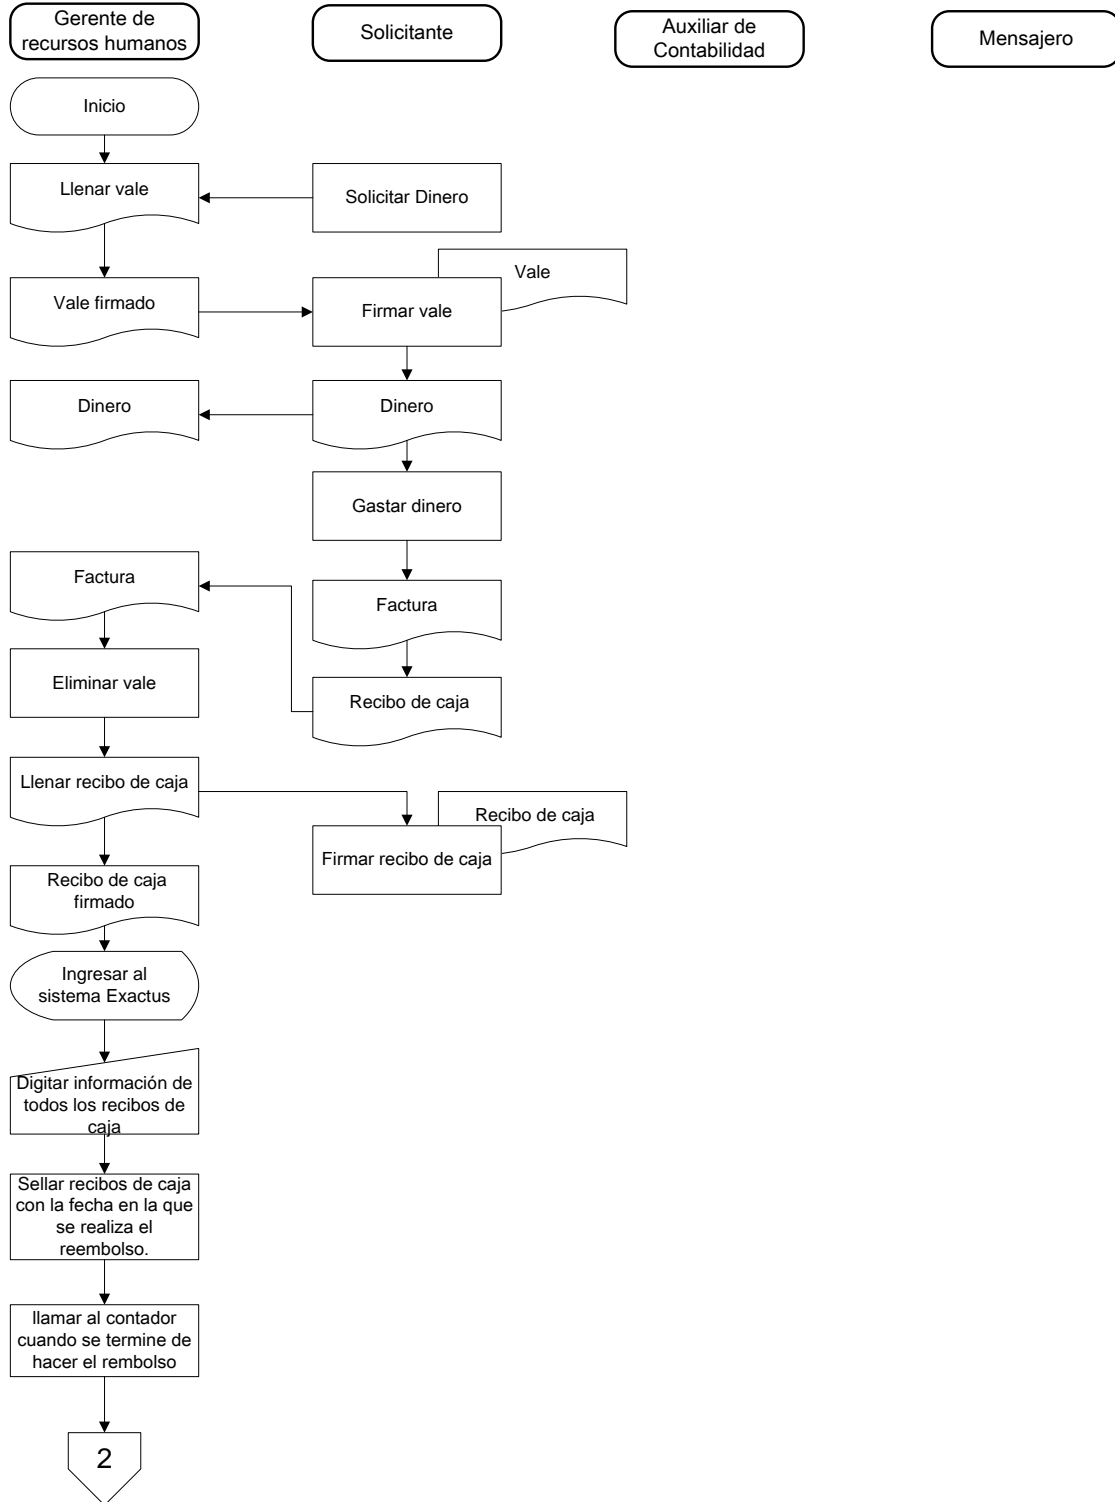 Gerente de
recursos humanos
Solicitante
Auxiliar de
Contabilidad
Mensajero
Inicio
Llenar vale
Solicitar Dinero
Vale
Vale firmado
Firmar vale
Dinero
Dinero
Gastar dinero
Factura
Factura
Eliminar vale
Recibo de caja
Llenar recibo de caja
Recibo de caja
Firmar recibo de caja
Recibo de caja
firmado
Ingresar al
sistema Exactus
Digitar información de
todos los recibos de
caja
Sellar recibos de caja
con la fecha en la que
se realiza el
reembolso.
llamar al contador
cuando se termine de
hacer el rembolso
2